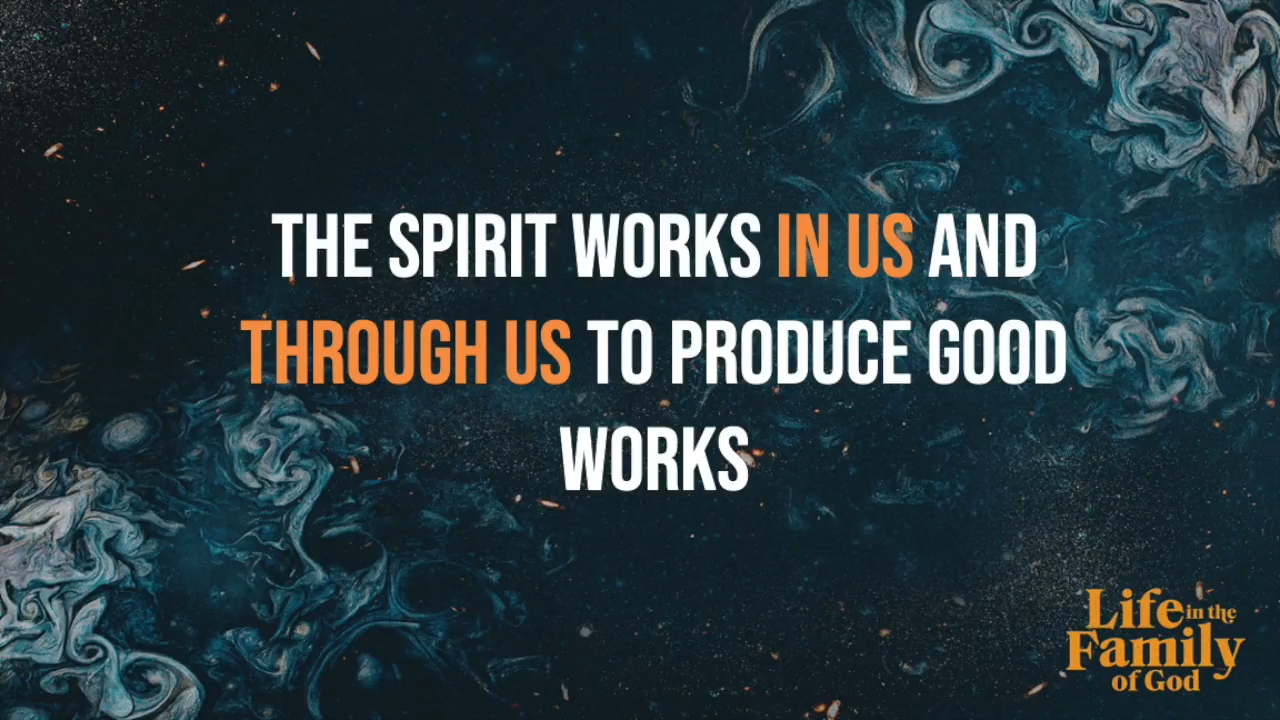 THE SPIRIT WORKS IN US AND
THROUGH US TO PRODUCE GOOD
WORKS
Life in the
Family
of God